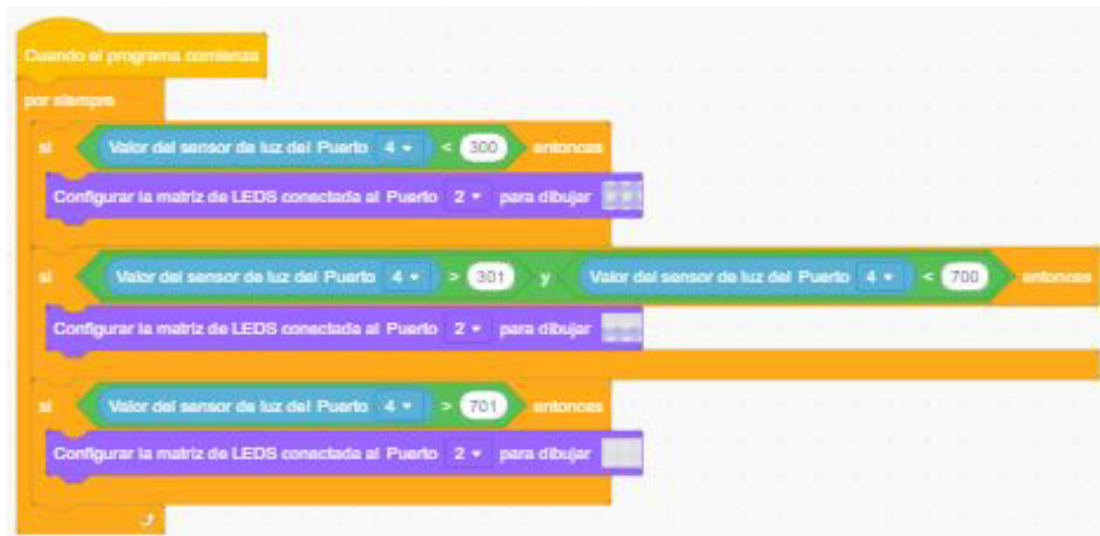 Cuando el programa comienza
por siempre
si Valor del sensor de luz del Puerto 4 < 300 entonces
Configurar la matriz de LEDS conectada al Puerto 2 para dibujar
si Valor del sensor de luz del Puerto 4 > 301 y Valor del sensor de luz del Puerto 4 < 700 entonces
Configurar la matriz de LEDS conectada al Puerto 2 para dibujar
si Valor del sensor de luz del Puerto 4 > 701 entonces
Configurar la matriz de LEDS conectada al Puerto 2 para dibujar